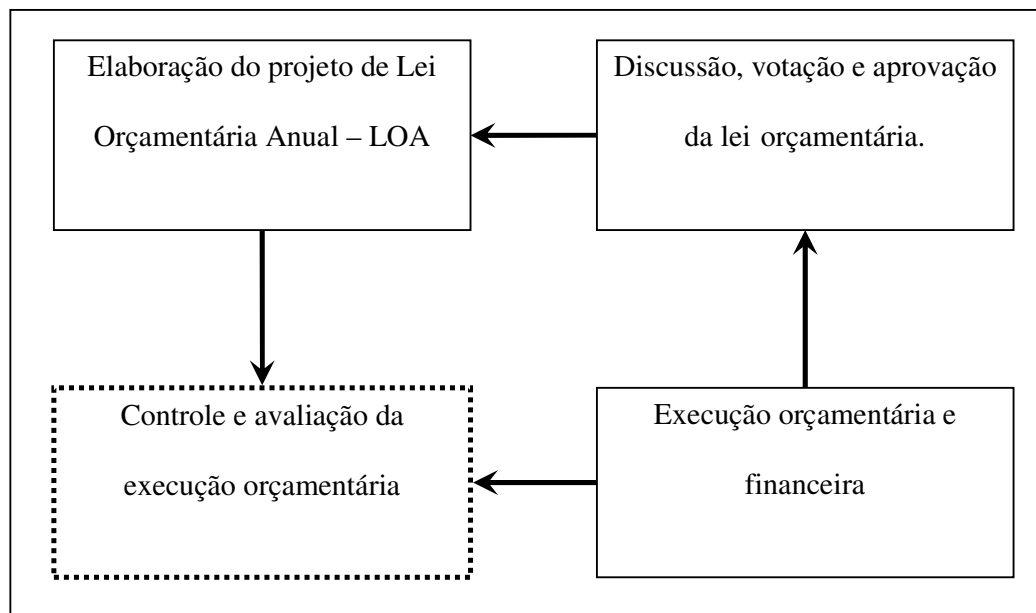 Elaboração do projeto de Lei
Orçamentária Anual – LOA
Discussão, votação e aprovação
da lei orçamentária.
Controle e avaliação da
execução orçamentária
Execução orçamentária e
financeira